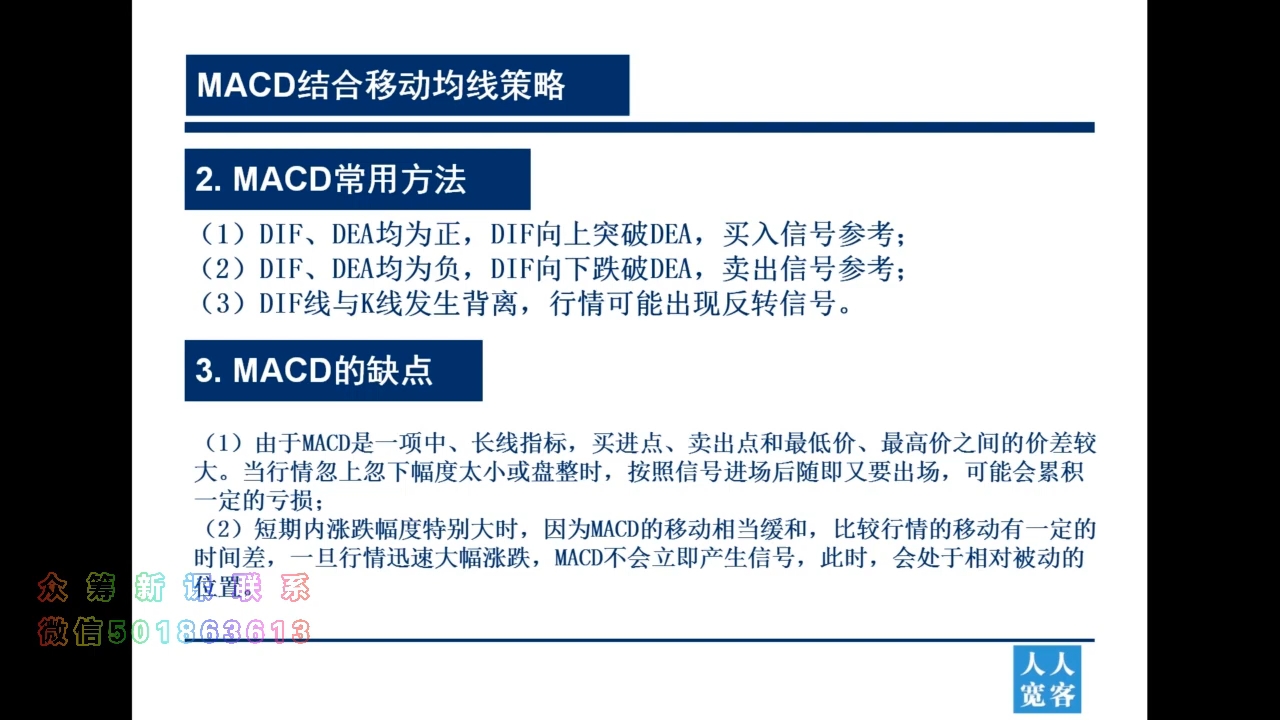 MACD结合移动均线策略
2. MACD常用方法
（1）DIF、DEA均为正，DIF向上突破DEA，买入信号参考；
（2）DIF、DEA均为负，DIF向下跌破DEA，卖出信号参考；
（3）DIF线与K线发生背离，行情可能出现反转信号。
3. MACD的缺点
（1）由于MACD是一项中、长线指标，买进点、卖出点和最低价、最高价之间的价差较
大。当行情忽上忽下幅度太小或盘整时，按照信号进场后随即又要出场，可能会累积
一定的亏损；
（2）短期内涨跌幅度特别大时，因为MACD的移动相当缓和，比较行情的移动有一定的
时间差，一旦行情迅速大幅涨跌，MACD不会立即产生信号，此时，会处于相对被动的
位置。
众筹新课联系
微信501863613
人人
宽客